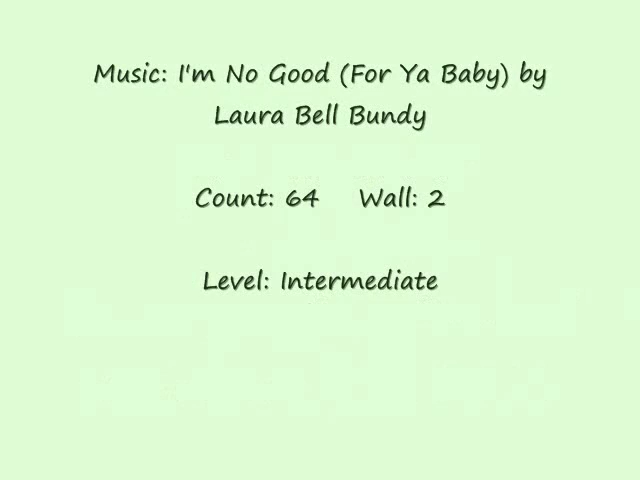 Music: I'm No Good (For Ya Baby) by
Laura Bell Bundy
Count: 64 Wall: 2
Level: Intermediate